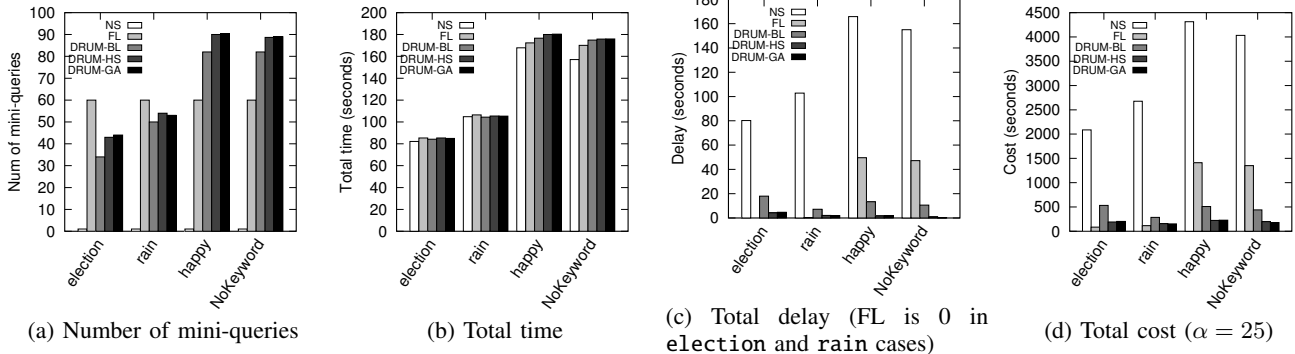 100
90
80
70
60
50
40
30
20
10
0
Num of mini-queries
NS
FL
DRUM-BL
DRUM-HS
DRUM-GA
election
rain
happy
NoKeyword
(a) Number of mini-queries
200
180
160
140
120
100
80
60
40
20
0
Total time (seconds)
NS
FL
DRUM-BL
DRUM-HS
DRUM-GA
election
rain
happy
NoKeyword
(b) Total time
180
160
140
120
100
80
60
40
20
0
Delay (seconds)
NS
FL
DRUM-BL
DRUM-HS
DRUM-GA
election
rain
happy
NoKeyword
(c) Total delay (FL is 0 in
election and rain cases)
4500
4000
3500
3000
2500
2000
1500
1000
500
0
Cost (seconds)
NS
FL
DRUM-BL
DRUM-HS
DRUM-GA
election
rain
happy
NoKeyword
(d) Total cost (α = 25)